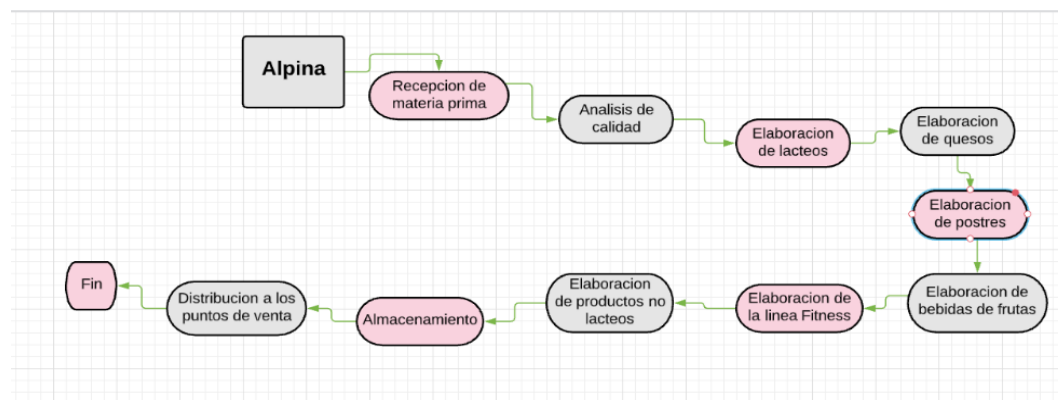 Alpina
Recepcion de
materia prima
Analisis de
calidad
Elaboracion
de lacteos
Elaboracion
de quesos
Elaboracion
de postres
Elaboracion de
bebidas de frutas
Elaboracion de
la linea Fitness
Elaboracion
de productos no
lacteos
Almacenamiento
Distribucion a los
puntos de venta
Fin